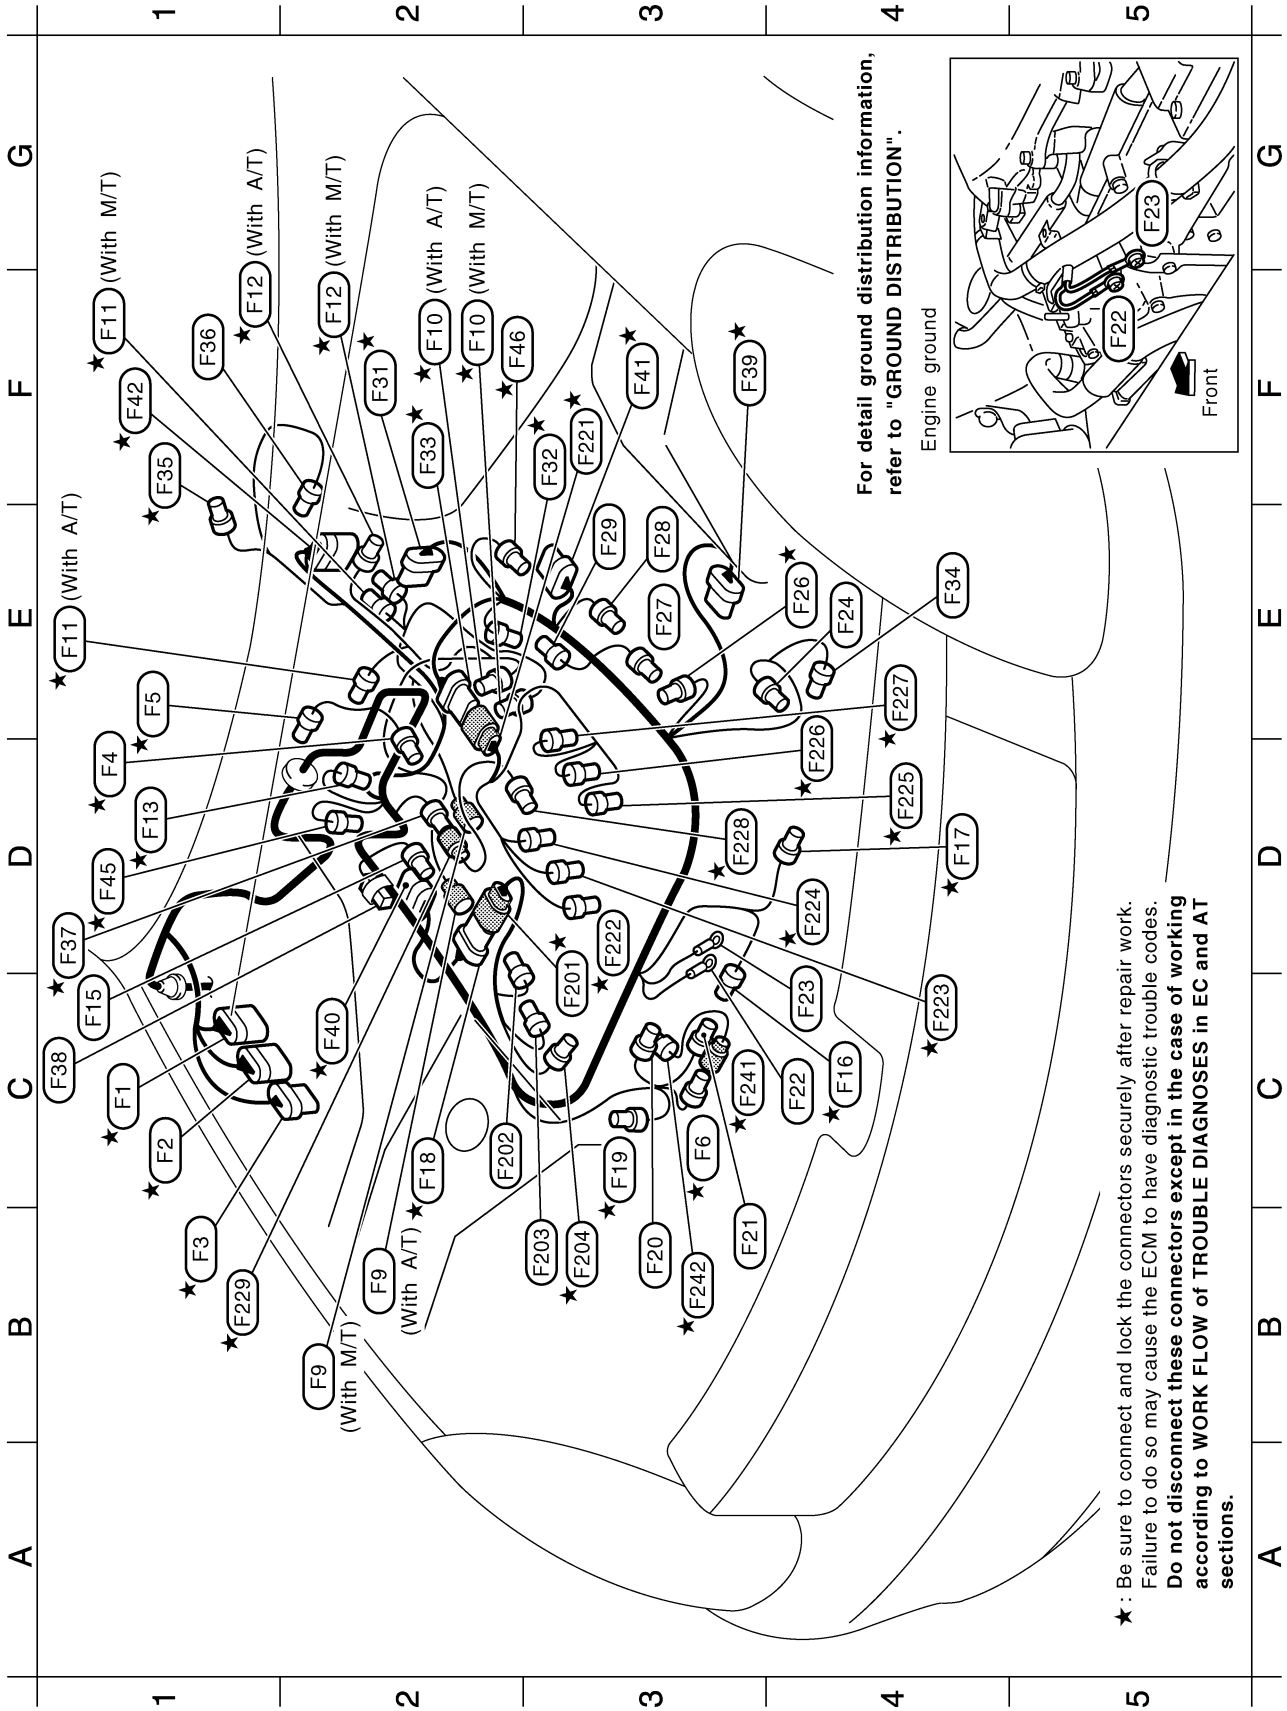 1
2
3
4
5
G
F
E
D
C
B
A
F11 (With M/T)
F12 (With A/T)
F12 (With M/T)
F10 (With A/T)
F10 (With M/T)
F36
F42
F31
F46
F41
F39
F35
F33
F32
F221
F11 (With A/T)
F29
F28
F27
F26
F24
F34
F5
F4
F13
F45
F37
F15
F38
F1
F2
F3
F229
F40
F227
F226
F225
F228
F17
F224
F222
F201
F23
F223
F22
F16
F241
F6
F21
F19
F20
F242
F202
F203
F204
F18
F9
(With A/T)
F9
(With M/T)
For detail ground distribution information,
refer to "GROUND DISTRIBUTION".
Engine ground
F23
F22
Front
★ : Be sure to connect and lock the connectors securely after repair work.
Failure to do so may cause the ECM to have diagnostic trouble codes.
Do not disconnect these connectors except in the case of working
according to WORK FLOW of TROUBLE DIAGNOSES in EC and AT
sections.
1
2
3
4
5
G
F
E
D
C
B
A